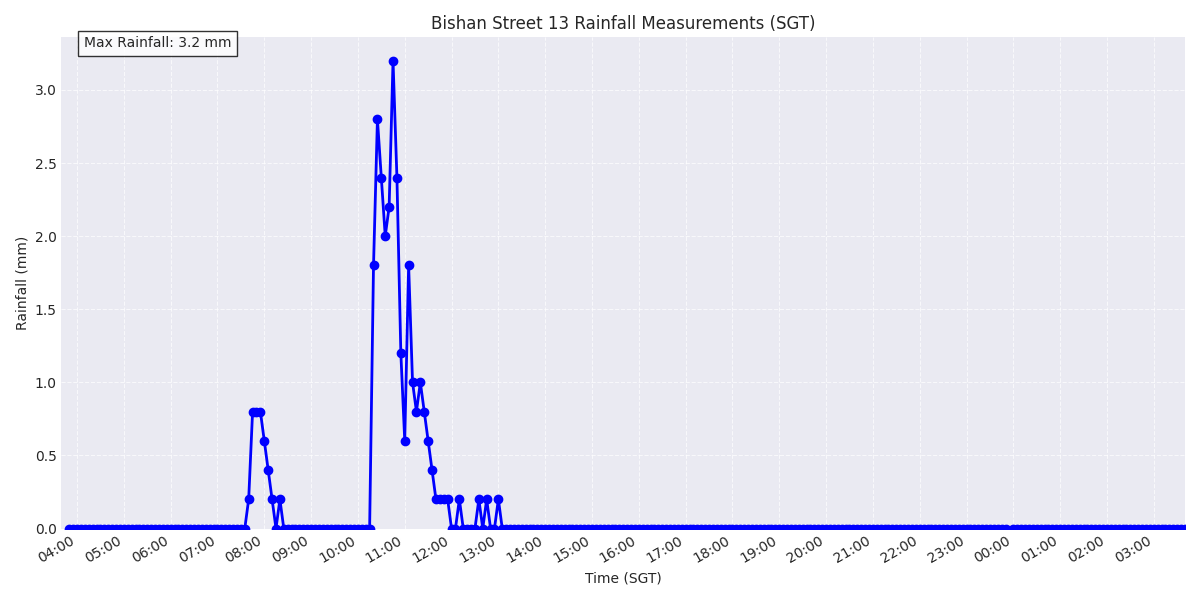 Bishan Street 13 Rainfall Measurements (SGT)
Max Rainfall: 3.2 mm
Rainfall (mm)
3.0
2.5
2.0
1.5
1.0
0.5
0.0
04:00 05:00 06:00 07:00 08:00 09:00 10:00 11:00 12:00 13:00 14:00 15:00 16:00 17:00 18:00 19:00 20:00 21:00 22:00 23:00 00:00 01:00 02:00 03:00
Time (SGT)